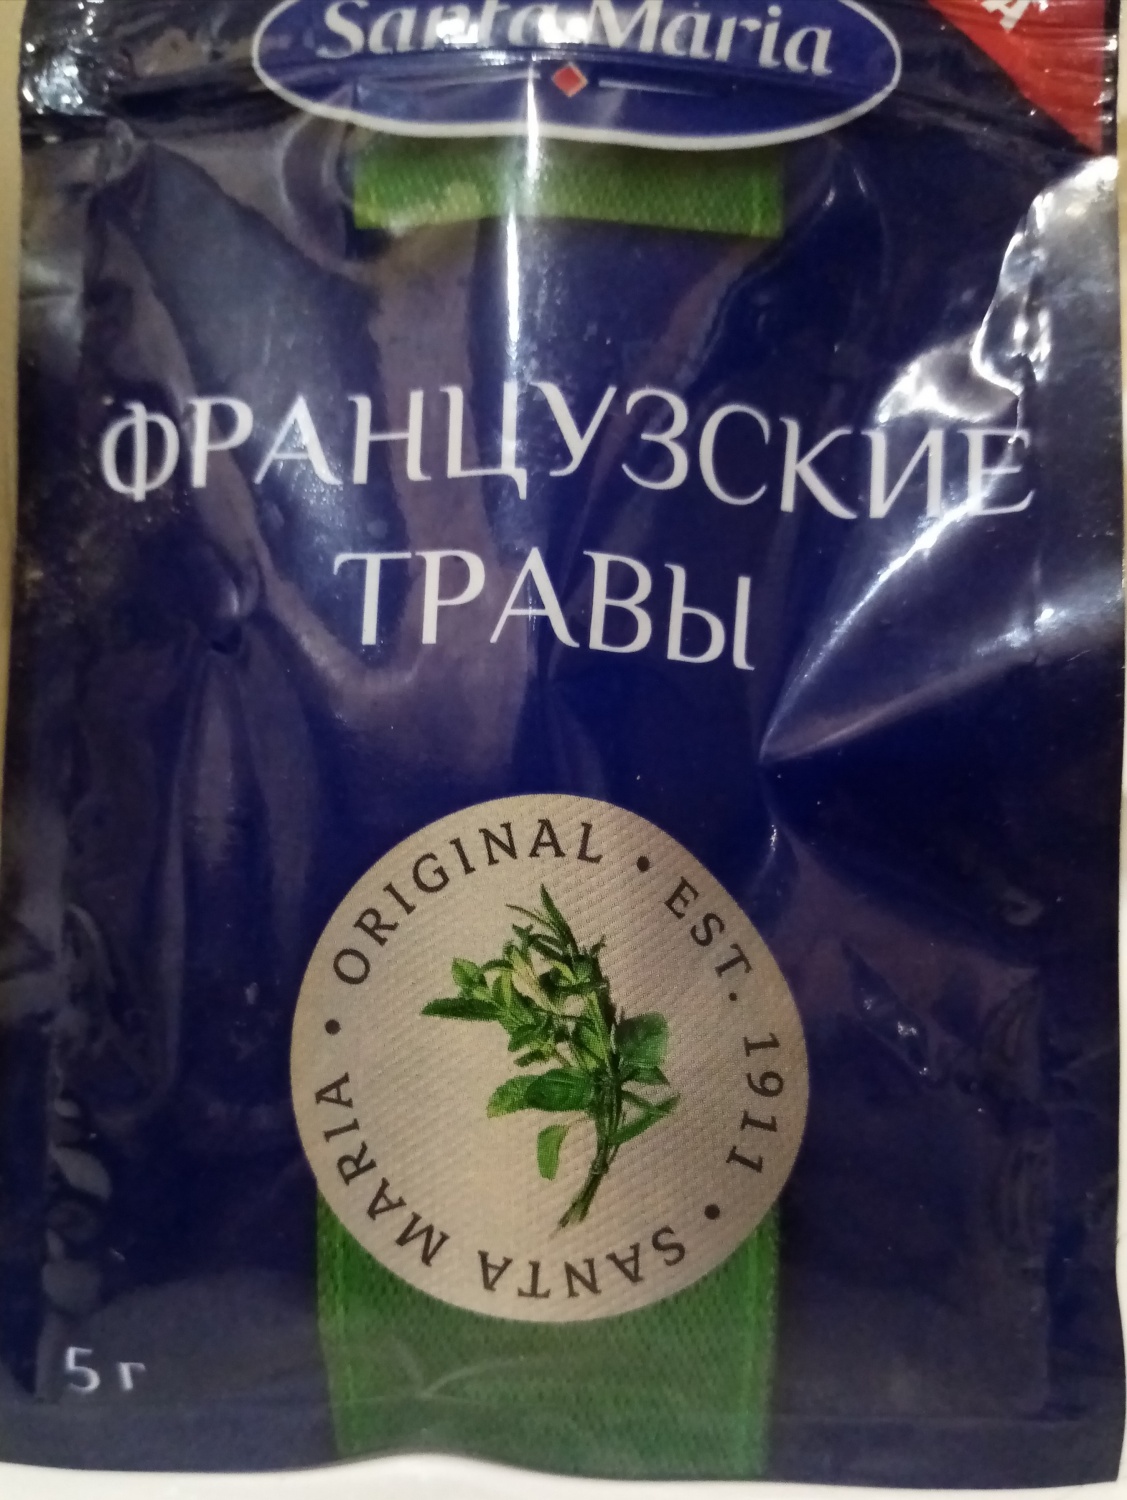 Santa Maria
ФРАНЦУЗСКИЕ
ТРАВЫ
ORIGINAL • EST. 1911 • SANTA MARIA •
5 г